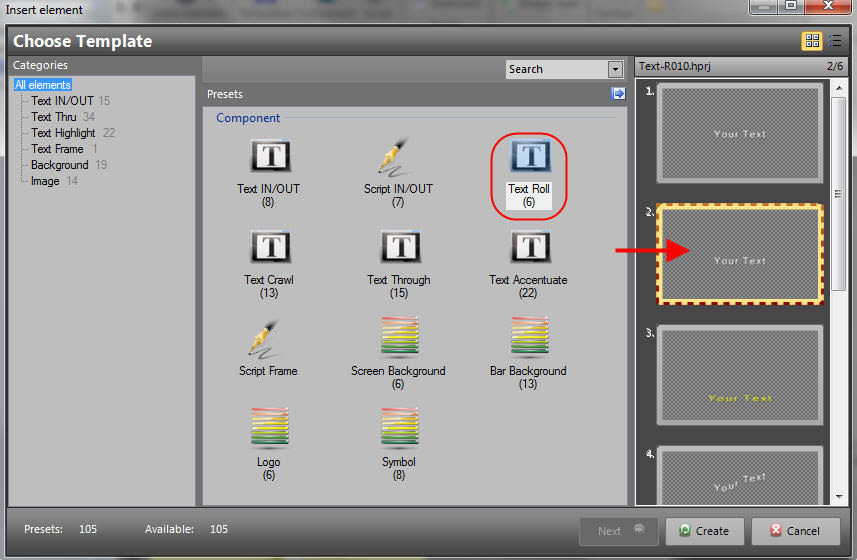 Insert element
Choose Template
Categories
All elements
Text IN/OUT 15
Text Thru 34
Text Highlight 22
Text Frame 1
Background 19
Image 14
Search
Presets
Component
Text IN/OUT
(8)
Script IN/OUT
(7)
Text Roll
(6)
Text Crawl
(13)
Text Through
(15)
Text Accentuate
(22)
Script Frame
Screen Background
(6)
Bar Background
(13)
Logo
(6)
Symbol
(8)
Text-R010.hprj 2/6
1.
Your Text
2.
Your Text
3.
Your Text
4.
Your Text
Presets: 105 Available: 105
Next
Create
Cancel